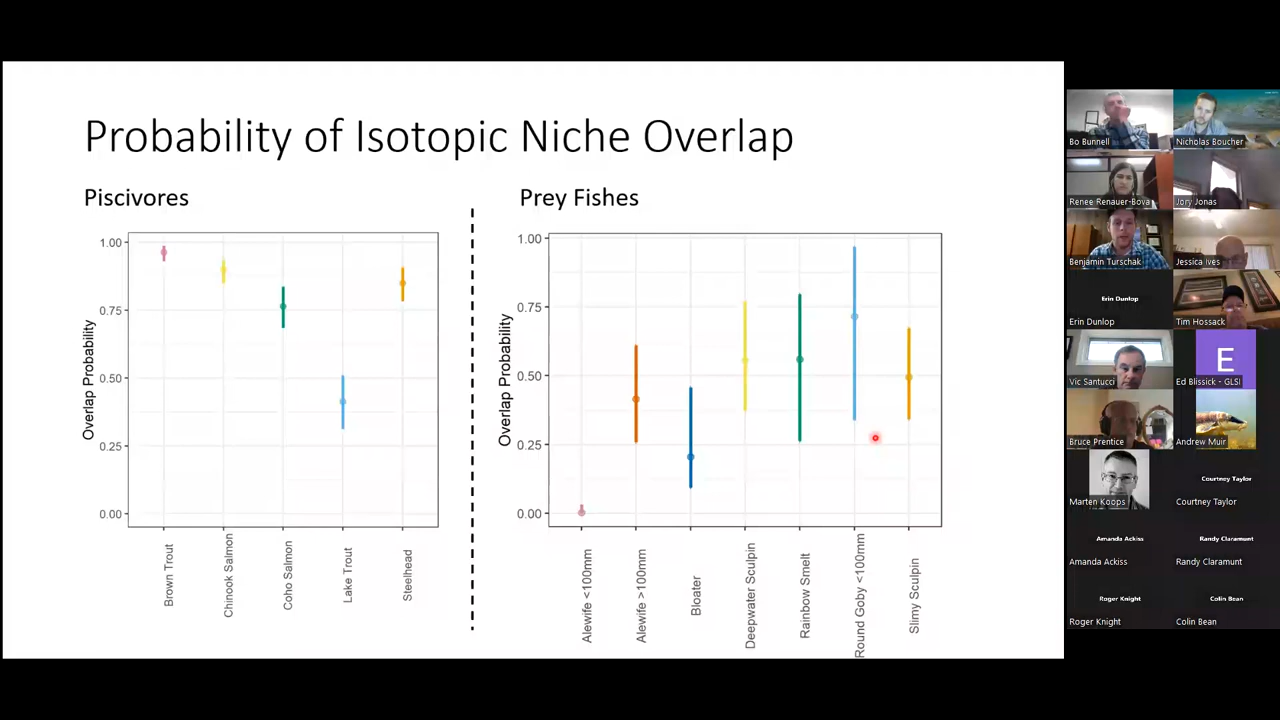 Probability of Isotopic Niche Overlap
Piscivores
Prey Fishes
Overlap Probability
1.00
0.75
0.50
0.25
0.00
Brown Trout
Chinook Salmon
Coho Salmon
Lake Trout
Steelhead
Overlap Probability
1.00
0.75
0.50
0.25
0.00
Alewife <100mm
Alewife >100mm
Bloater
Deepwater Sculpin
Rainbow Smelt
Round Goby <100mm
Slimy Sculpin
Bo Bunnell
Nicholas Boucher
Renee Renauer-Bova
Jory Jonas
Benjamin Turschak
Jessica Ives
Erin Dunlop
Erin Dunlop
Tim Hossack
Vic Santucci
E
Ed Blissick - GLSI
Bruce Prentice
Andrew Muir
Marten Koops
Courtney Taylor
Courtney Taylor
Amanda Ackiss
Amanda Ackiss
Randy Claramunt
Randy Claramunt
Roger Knight
Roger Knight
Colin Bean
Colin Bean